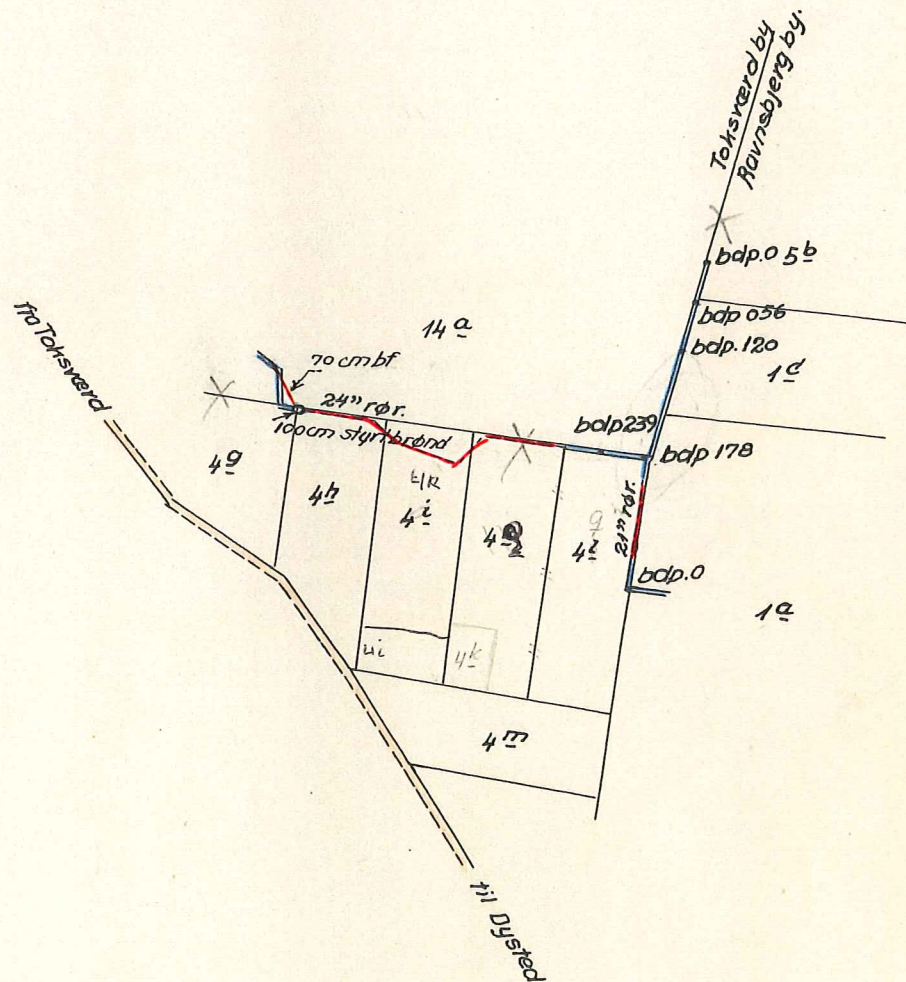 Toksværd by
Ravnsbjerg by.
bdp.0 5b
bdp 056
14a
fra Toksværd
bdp.120
70 cm bf
1c
24" rør.
100 cm styrtbrønd
bdp239
bdp 178
4g
4h
4i
4l
21" rør.
bdp.0
1a
4i
4k
4m
til Dysted